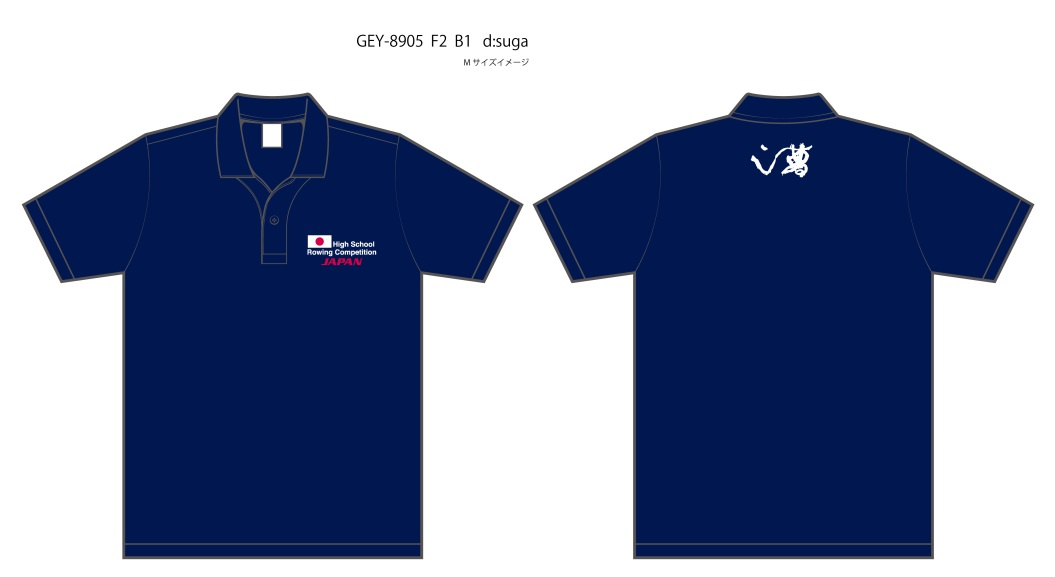 GEY-8905 F2 B1 d:suga
Mサイズイメージ
High School
Rowing Competition
JAPAN